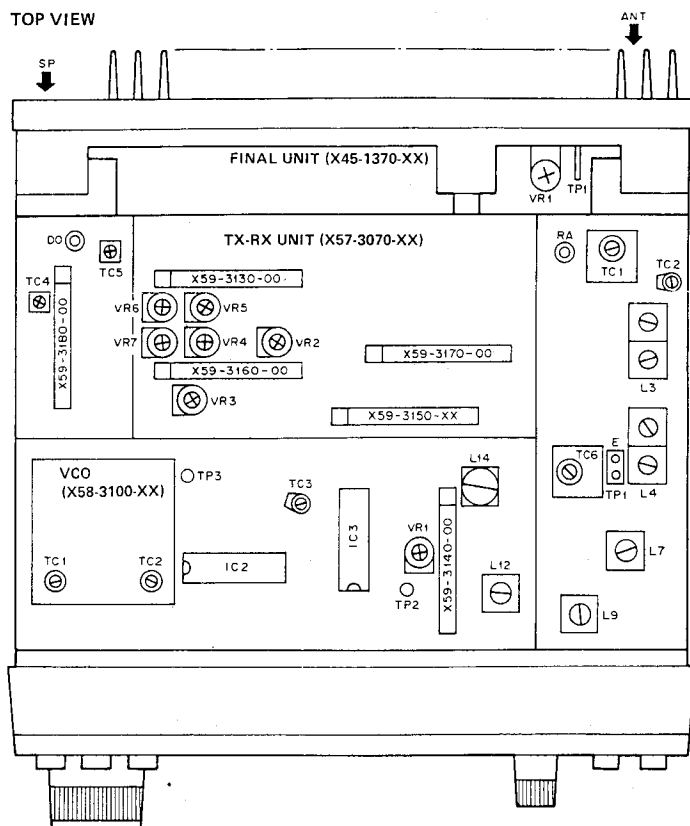 TOP VIEW
ANT
SP
FINAL UNIT (X45-1370-XX)
VR1
TP1
DO
TC5
TX-RX UNIT (X57-3070-XX)
RA
TC1
TC2
TC4
X59-3180-00
X59-3130-00
VR6
VR5
VR7
VR4
VR2
X59-3170-00
X59-3160-00
VR3
X59-3150-XX
L3
VCO
(X58-3100-XX)
TP3
TC3
L14
TC6
E
TP1
L4
IC3
VR1
X59-3140-00
L7
TC1
TC2
IC2
TP2
L12
L9